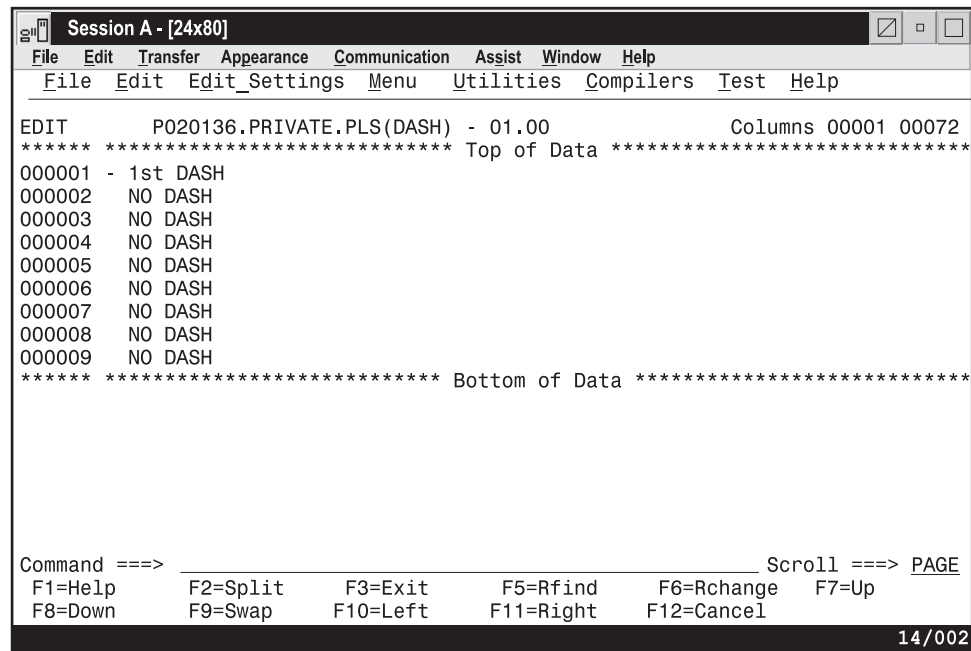 Session A - [24x80]
File Edit Transfer Appearance Communication Assist Window Help
File Edit Edit_Settings Menu Utilities Compilers Test Help
EDIT P020136.PRIVATE.PLS(DASH) - 01.00 Columns 00001 00072
****** ***************************** Top of Data ******************************
000001 - 1st DASH
000002 NO DASH
000003 NO DASH
000004 NO DASH
000005 NO DASH
000006 NO DASH
000007 NO DASH
000008 NO DASH
000009 NO DASH
****** **************************** Bottom of Data ****************************
Command ===> Scroll ===> PAGE
F1=Help F2=Split F3=Exit F5=Rfind F6=Rchange F7=Up
F8=Down F9=Swap F10=Left F11=Right F12=Cancel
14/002